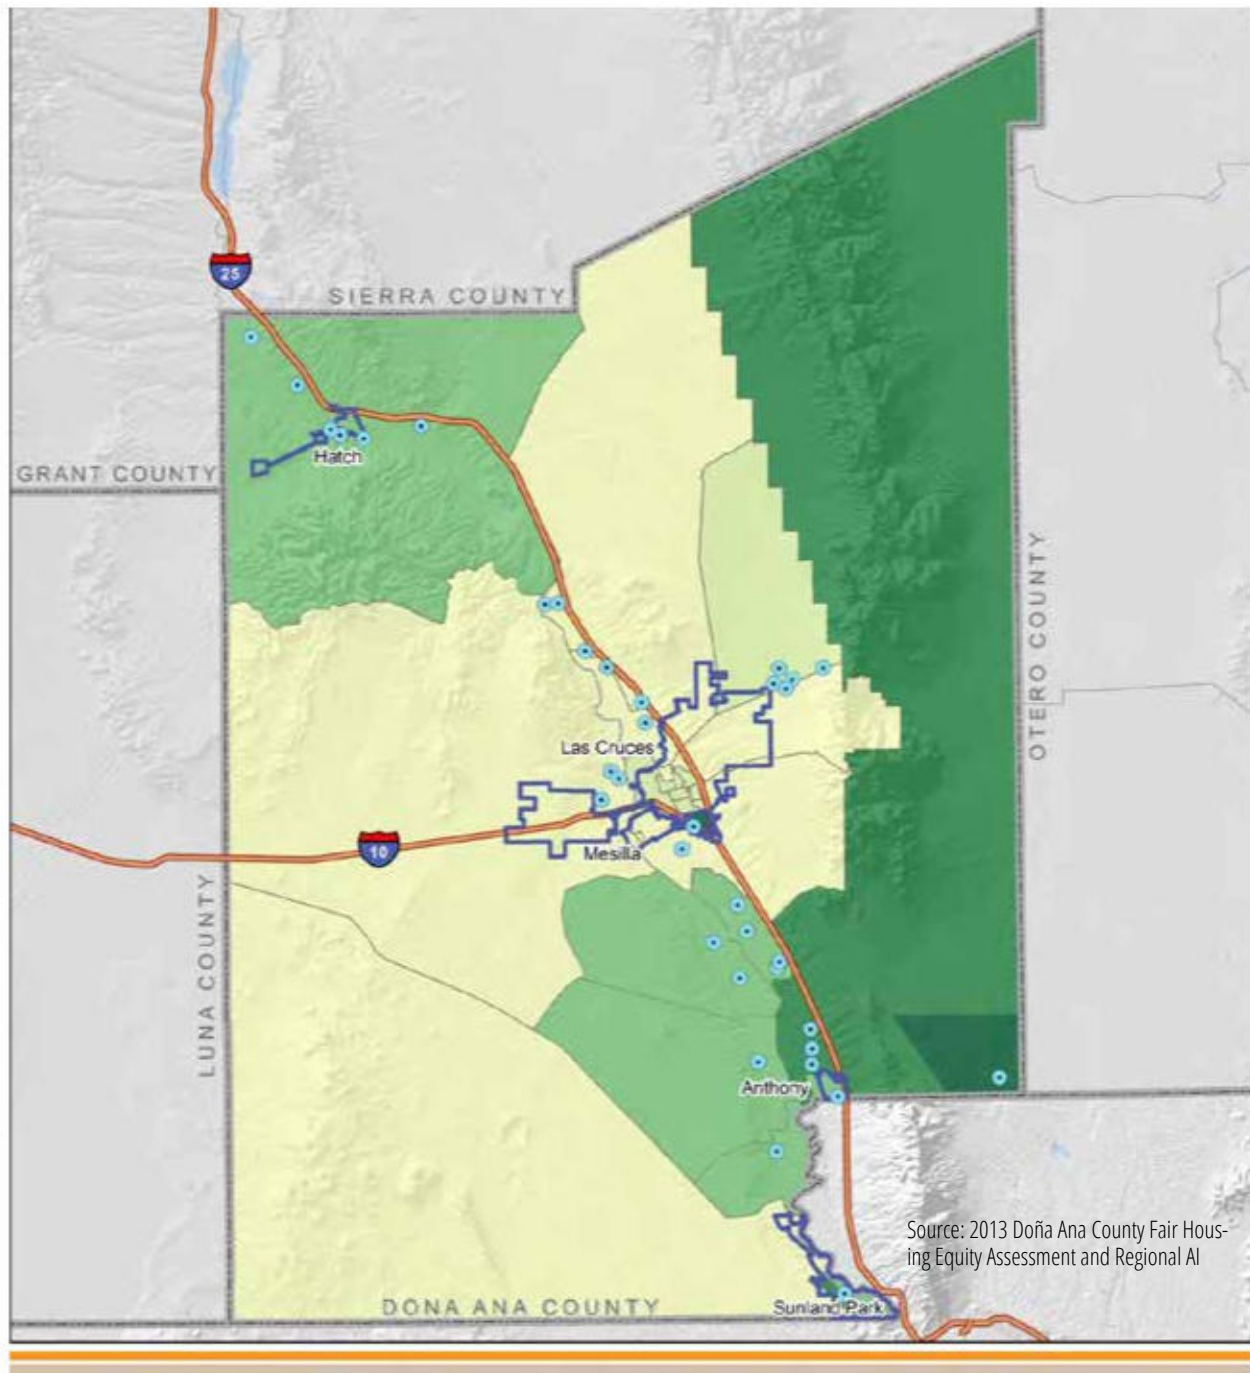 25
SIERRA COUNTY
GRANT COUNTY
Hatch
OTERO COUNTY
Las Cruces
10
Mesilla
LUNA COUNTY
Anthony
Source: 2013 Doña Ana County Fair Hous-
ing Equity Assessment and Regional AI
DONA ANA COUNTY
Sunland Park